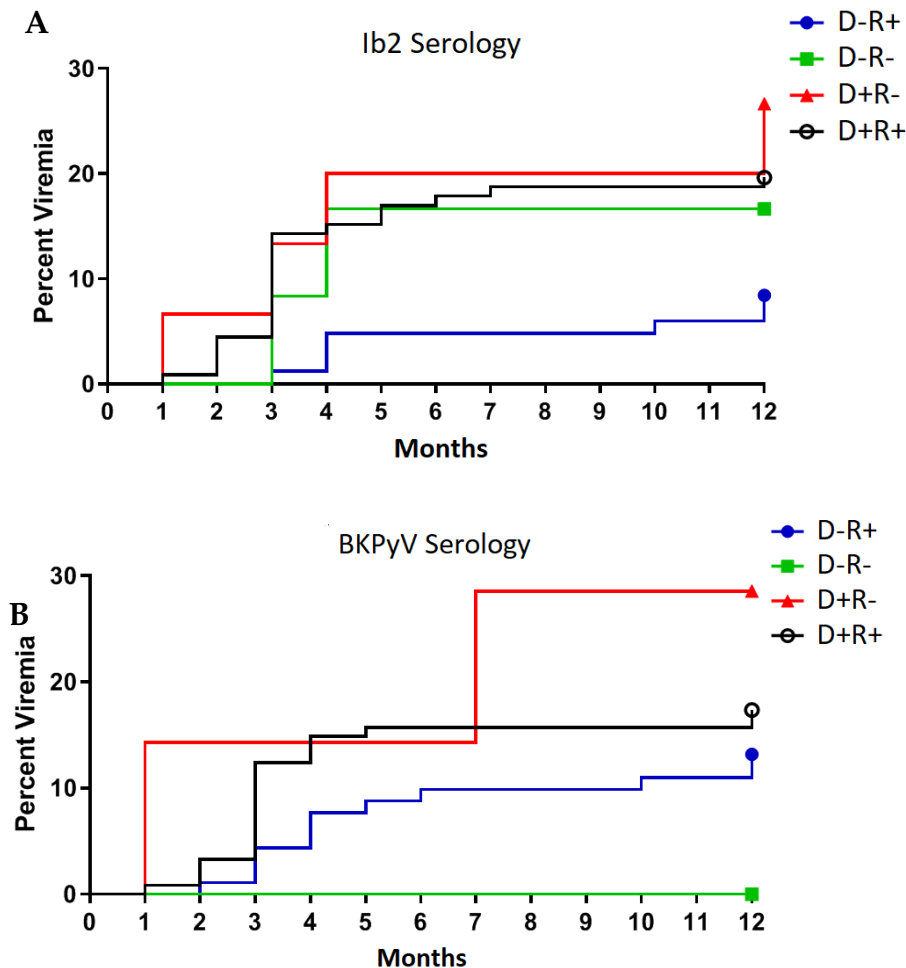 A
Ib2 Serology
D-R+
D-R-
D+R-
D+R+
Percent Viremia
30
20
10
0
0 1 2 3 4 5 6 7 8 9 10 11 12
Months
B
BKPyV Serology
D-R+
D-R-
D+R-
D+R+
Percent Viremia
30
20
10
0
0 1 2 3 4 5 6 7 8 9 10 11 12
Months